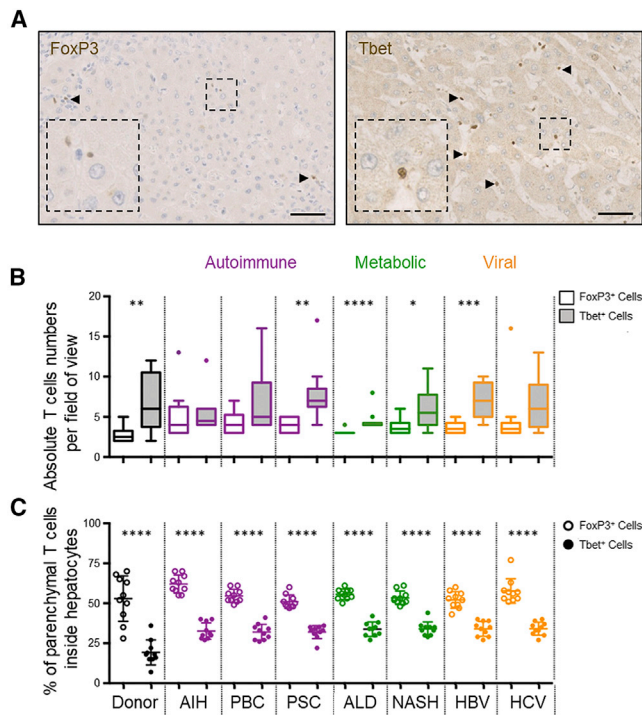 A
FoxP3
Tbet
Autoimmune Metabolic Viral
B
Absolute T cells numbers
per field of view
20
15
10
5
0
** ** **** * ***
FoxP3+ Cells
Tbet+ Cells
C
% of parenchymal T cells
inside hepatocytes
100
75
50
25
0
**** **** **** **** **** **** **** ****
FoxP3+ Cells
Tbet+ Cells
Donor AIH PBC PSC ALD NASH HBV HCV